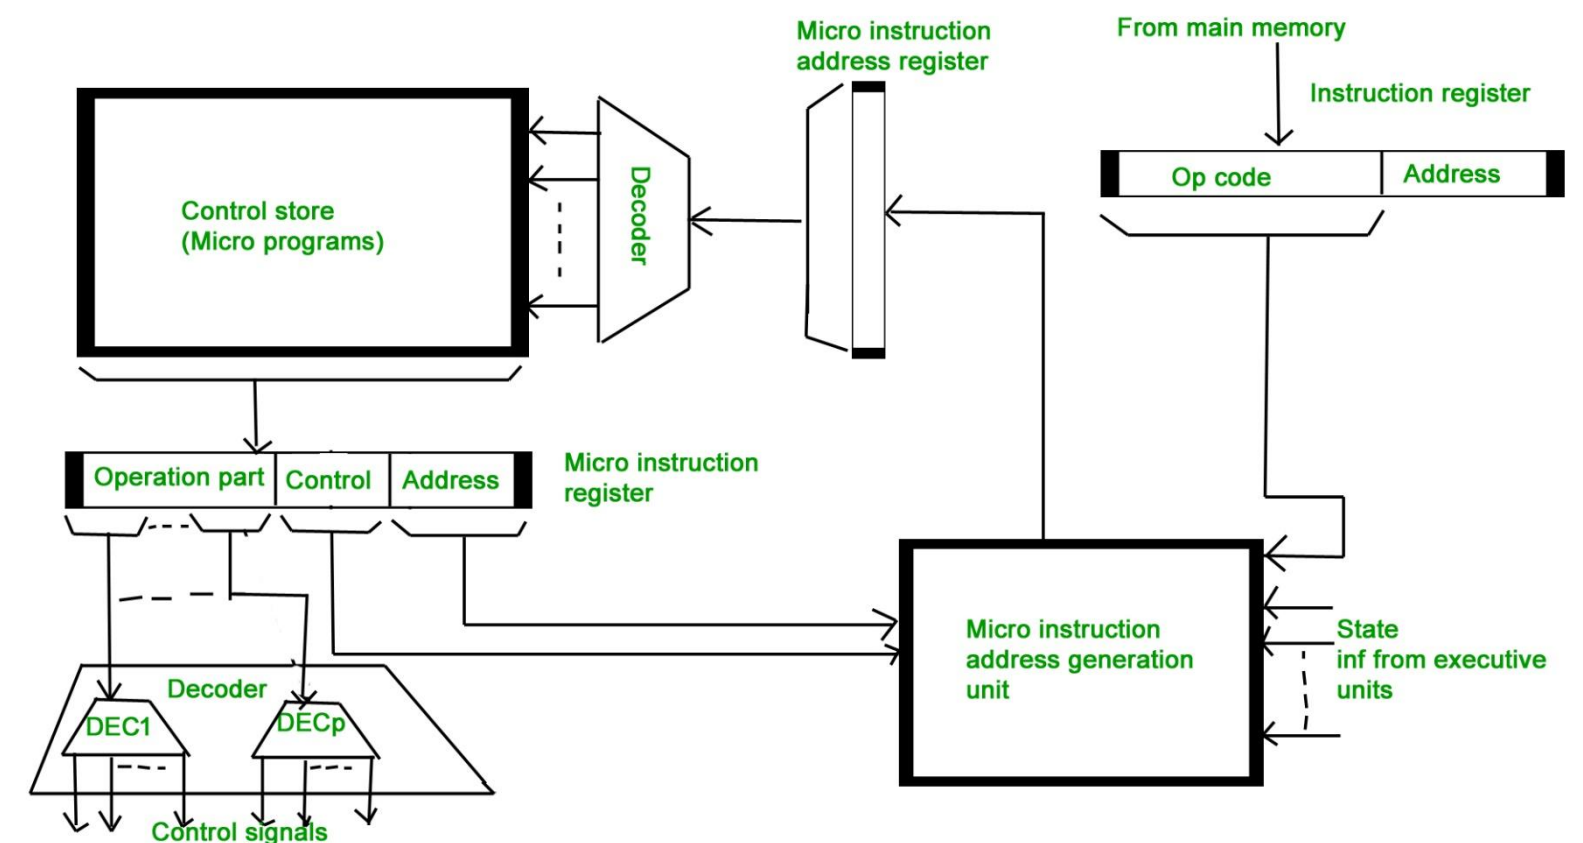 Micro instruction
address register
From main memory
Instruction register
Op code
Address
Control store
(Micro programs)
Decoder
Operation part
Control
Address
Micro instruction
register
Micro instruction
address generation
unit
State
inf from executive
units
Decoder
DEC1
DECp
Control signals